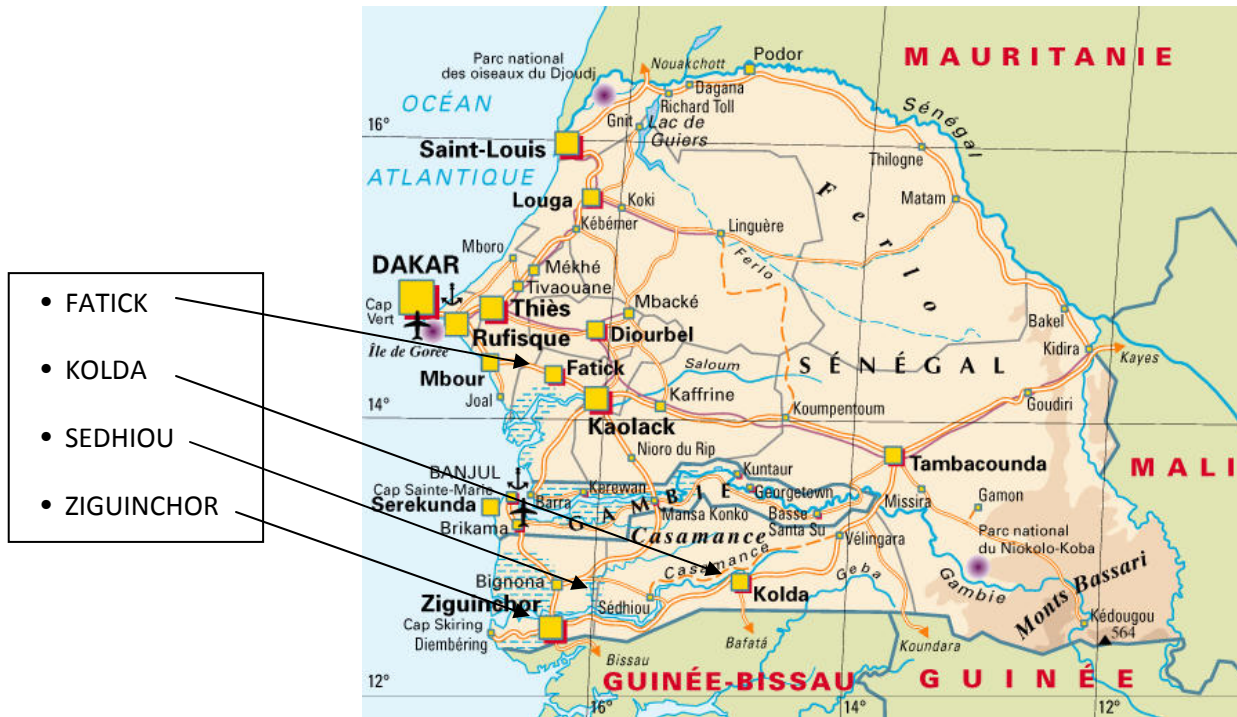 • FATICK
• KOLDA
• SEDHIOU
• ZIGUINCHOR
MAURITANIE
Parc national
des oiseaux du Djoudj
Nouakchott
Podor
Dagana
Richard Toll
OCÉAN
ATLANTIQUE
Gnit
Lac de
Guiers
Sénégal
16°
Saint-Louis
Thilogne
Matam
Louga
Koki
Kébémer
Linguère
Ferlo
Ferlo
Mboro
DAKAR
Cap
Vert
Île de Gorée
Mékhé
Tivaouane
Thiès
Rufisque
Mbacké
Diourbel
Bakel
Kidira
Kayes
Mbour
Fatick
Saloum
SÉNÉGAL
Joal
Kaffrine
Goudiri
14°
Kaolack
Koumpentoum
Nioro du Rip
Tambacounda
MALI
BANJUL
Cap Sainte-Marie
Serekunda
Barra
Kerewan
GAMBIE
Kuntaur
Georgetown
Missira
Gamon
Brikama
Mansa Konko
Basse
Santa Su
Casamance
Vélingara
Parc national
du Niokolo-Koba
Casamance
Geba
Gambie
Monts Bassari
Bignona
Ziguinchor
Sédhiou
Kolda
Cap Skiring
Diembéring
Kédougou
564
Bissau
Bafatá
Koundara
GUINÉE-BISSAU
GUINÉE
12°
16°
14°
12°